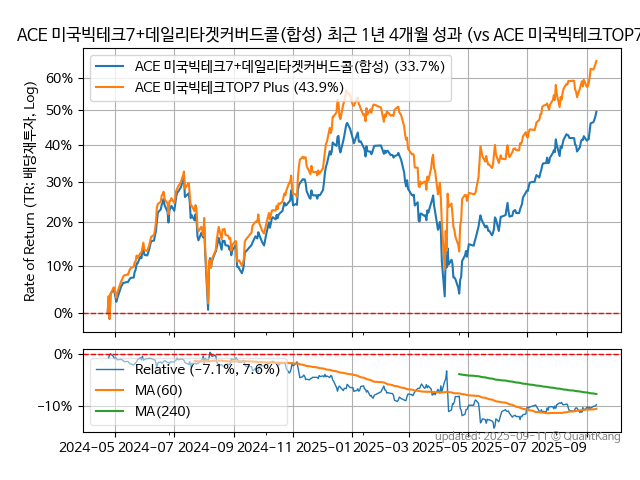 ACE 미국빅테크7+데일리타겟커버드콜(합성) 최근 1년 4개월 성과 (vs ACE 미국빅테크TOP7
ACE 미국빅테크7+데일리타겟커버드콜(합성) (33.7%)
ACE 미국빅테크TOP7 Plus (43.9%)
Rate of Return (TR: 배당재투자, Log)
60%
50%
40%
30%
20%
10%
0%
Relative (−7.1%, 7.6%)
MA(60)
MA(240)
0%
−10%
2024-05 2024-07 2024-09 2024-11 2025-01 2025-03 2025-05 2025-07 2025-09
updated: 2025-09-11 © QuantKang